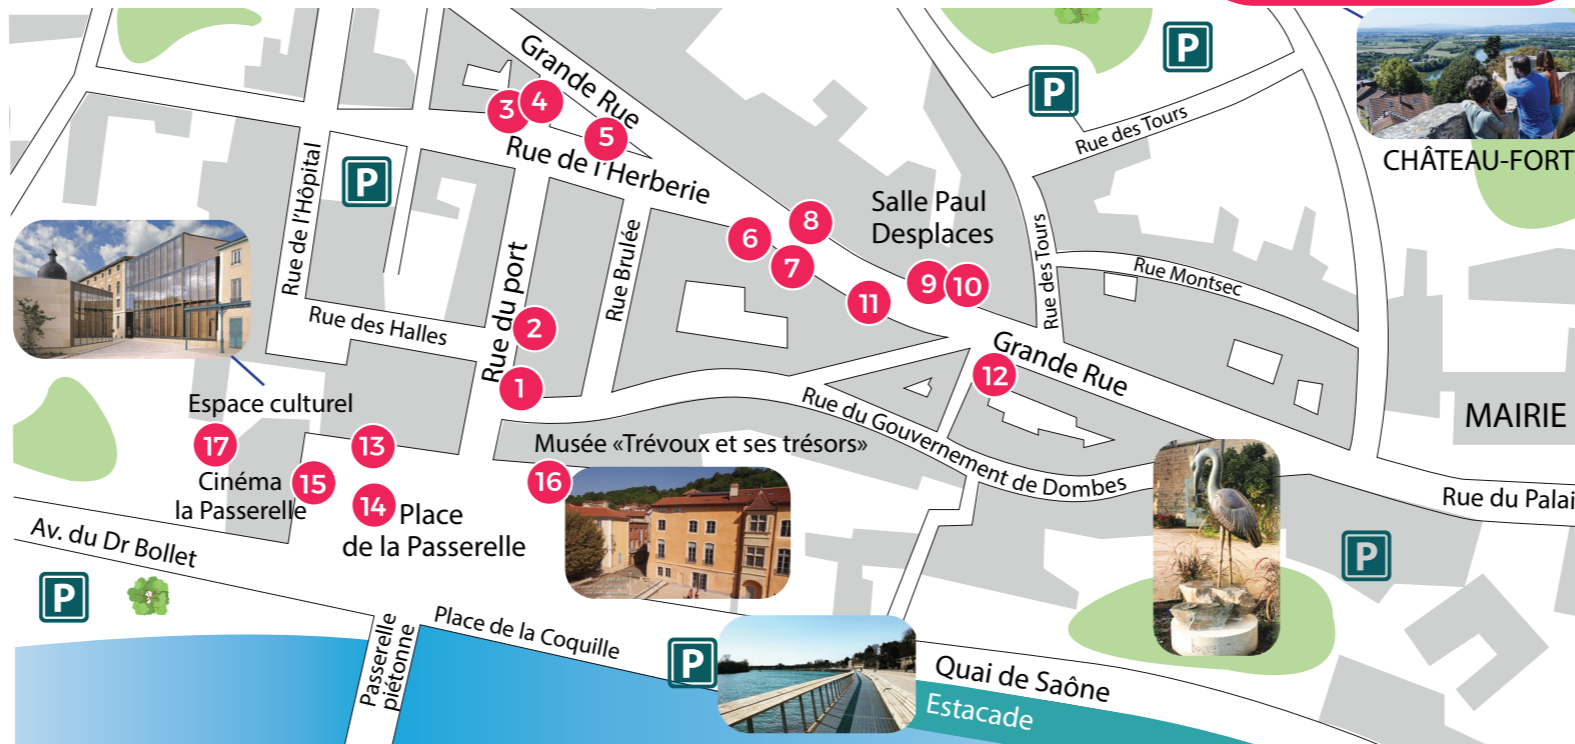 Grande Rue
P
P
3
4
5
Rue des Tours
CHÂTEAU-FORT
Rue de l'Herberie
P
Rue de l'Hôpital
Salle Paul
Desplaces
6
8
7
Rue du port
Rue Brulée
Rue des Tours
Rue Montsec
9
10
11
Rue des Halles
2
1
Grande Rue
12
Espace culturel
Rue du Gouvernement de Dombes
MAIRIE
17
13
Musée «Trévoux et ses trésors»
Cinéma
la Passerelle
15
16
14
Place
de la Passerelle
Rue du Palai
Av. du Dr Bollet
P
P
Passerelle
piétonne
Place de la Coquille
P
Quai de Saône
Estacade